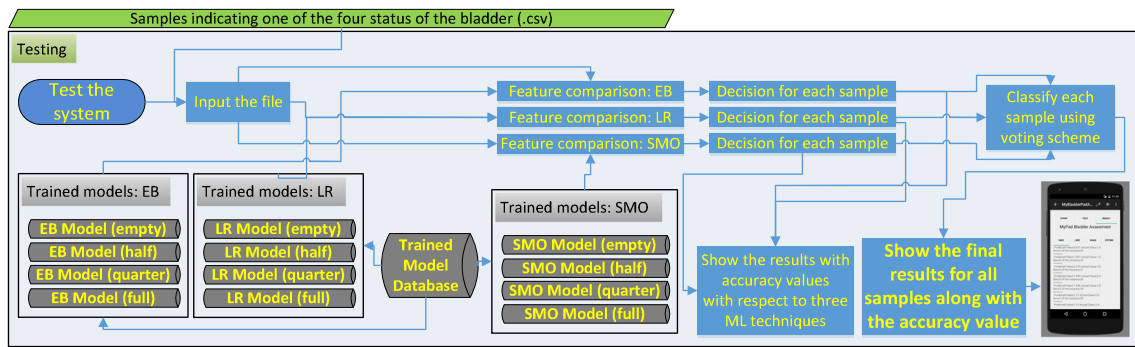 Samples indicating one of the four status of the bladder (.csv)
Testing
Test the
system
Input the file
Feature comparison: EB
Decision for each sample
Feature comparison: LR
Decision for each sample
Feature comparison: SMO
Decision for each sample
Classify each
sample using
voting scheme
Trained models: EB
EB Model (empty)
EB Model (half)
EB Model (quarter)
EB Model (full)
Trained models: LR
LR Model (empty)
LR Model (half)
LR Model (quarter)
LR Model (full)
Trained
Model
Database
Trained models: SMO
SMO Model (empty)
SMO Model (half)
SMO Model (quarter)
SMO Model (full)
Show the results with
accuracy values
with respect to three
ML techniques
Show the final
results for all
samples along with
the accuracy value
MyPad Bladder Assessment